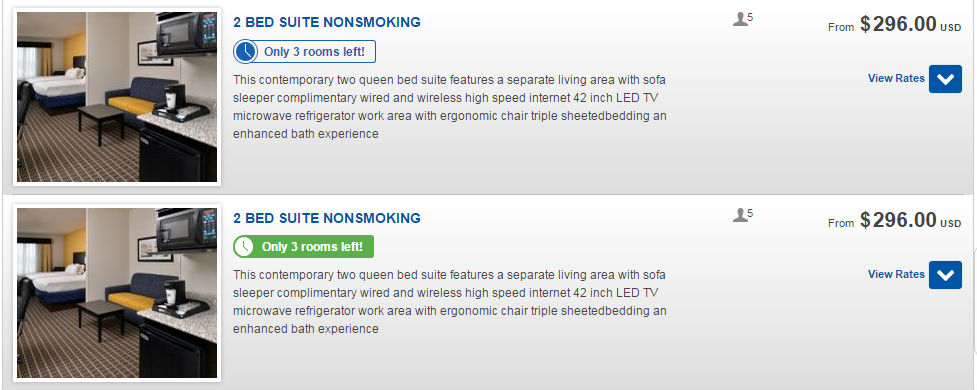 2 BED SUITE NONSMOKING
5
From $296.00 USD
Only 3 rooms left!
View Rates
This contemporary two queen bed suite features a separate living area with sofa
sleeper complimentary wired and wireless high speed internet 42 inch LED TV
microwave refrigerator work area with ergonomic chair triple sheetedbedding an
enhanced bath experience
2 BED SUITE NONSMOKING
5
From $296.00 USD
Only 3 rooms left!
View Rates
This contemporary two queen bed suite features a separate living area with sofa
sleeper complimentary wired and wireless high speed internet 42 inch LED TV
microwave refrigerator work area with ergonomic chair triple sheetedbedding an
enhanced bath experience